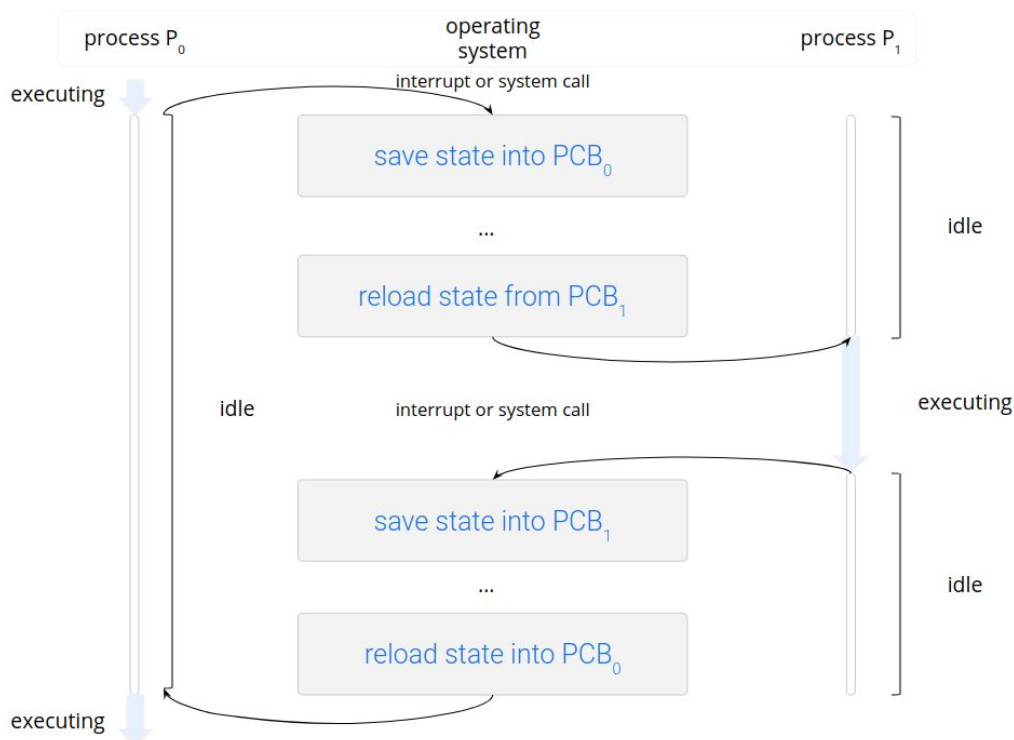 process P₀
operating
system
process P₁
interrupt or system call
executing
save state into PCB₀
...
idle
reload state from PCB₁
idle
interrupt or system call
executing
save state into PCB₁
...
idle
reload state into PCB₀
executing